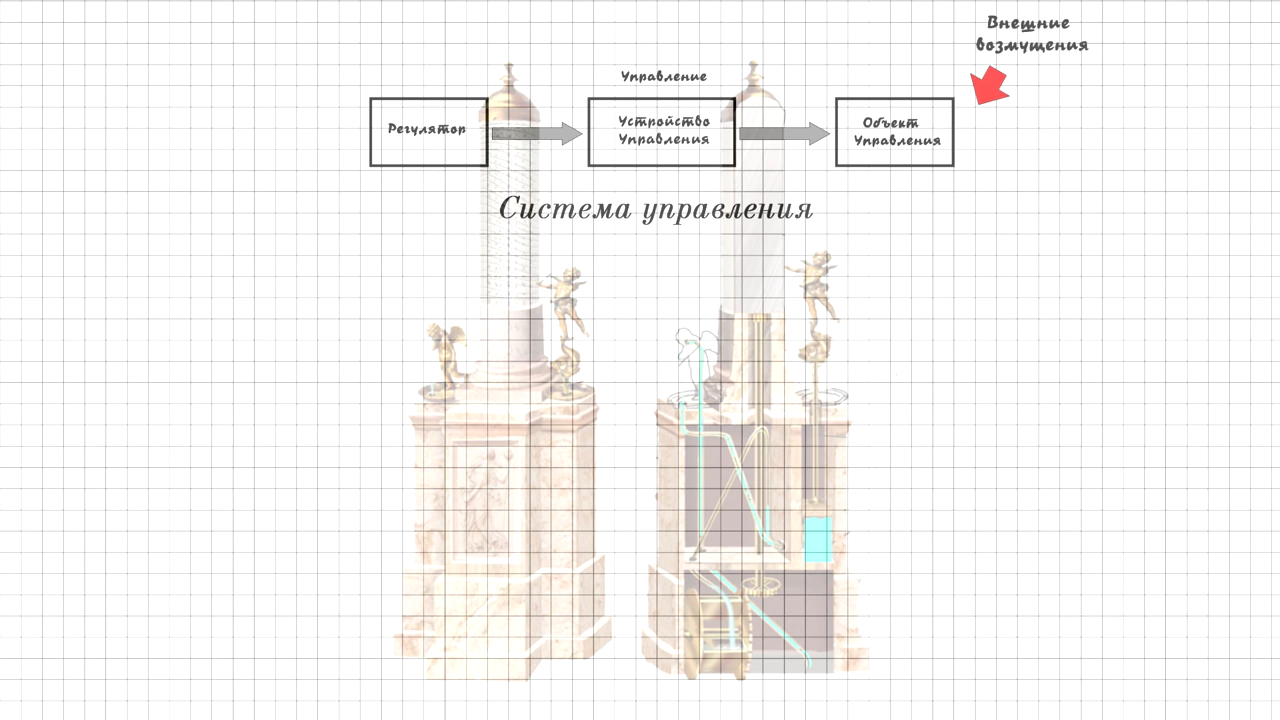 Внешние
возмущения
Управление
Регулятор
Устройство
Управления
Объект
Управления
Система управления